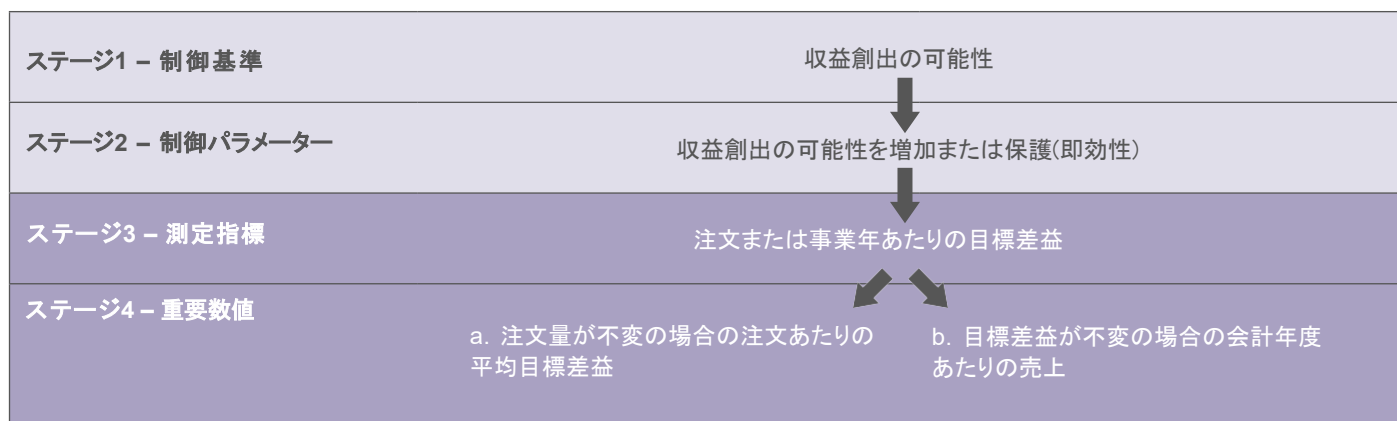 ステージ1 – 制御基準
収益創出の可能性
ステージ2 – 制御パラメーター
収益創出の可能性を増加または保護(即効性)
ステージ3 – 測定指標
注文または事業年あたりの目標差益
ステージ4 – 重要数値
a. 注文量が不変の場合の注文あたりの
平均目標差益
b. 目標差益が不変の場合の会計年度
あたりの売上